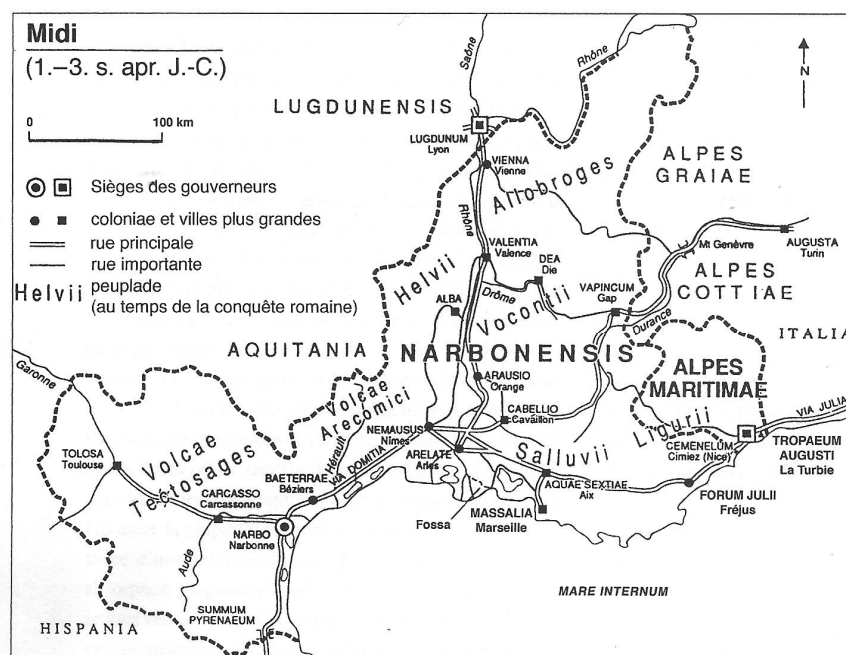 Midi
(1.–3. s. apr. J.-C.)
0 100 km
Sièges des gouverneurs
coloniae et villes plus grandes
rue principale
rue importante
Helvii peuplade
(au temps de la conquête romaine)
N
Saône
Rhône
LUGDUNENSIS
LUGDUNUM
Lyon
VIENNA
Vienne
Allobroges
ALPES
GRAIAE
Rhône
VALENTIA
Valence
DEA
Die
Mt Genèvre
AUGUSTA
Turin
Helvii
Drôme
Vocontii
VAPINCUM
Gap
ALPES
COTTIAE
ALBA
Durance
ITALIA
AQUITANIA
NARBONENSIS
ALPES
MARITIMAE
Garonne
ARAUSIO
Orange
Volcae
Arecomici
CABELLIO
Cavaillon
Ligurii
VIA JULIA
NEMAUSUS
Nîmes
Salluvii
CEMENELUM
Cimiez (Nice)
TROPAEUM
AUGUSTI
La Turbie
TOLOSA
Toulouse
Volcae
Tectosages
Hérault
VIA DOMITIA
ARELATE
Arles
BAETERRAE
Béziers
AQUAE SEXTIAE
Aix
CARCASSO
Carcassonne
FORUM JULII
Fréjus
MASSALIA
Marseille
Fossa
NARBO
Narbonne
Aude
MARE INTERNUM
SUMMUM
PYRENAEUM
HISPANIA